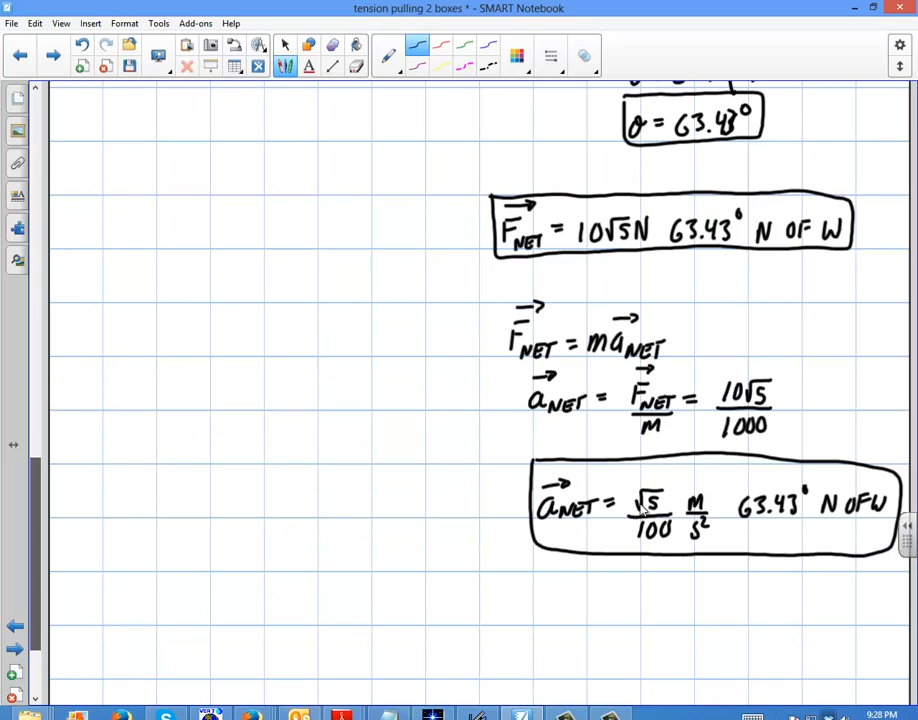 tension pulling 2 boxes * - SMART Notebook
File Edit View Insert Format Tools Add-ons Help
θ = 63.43°
F⃗NET = 10√5N 63.43° N OF W
F⃗NET = ma⃗NET
a⃗NET = F⃗NET/m = 10√5/1000
a⃗NET = √5/100 m/s² 63.43° N OF W
9:28 PM